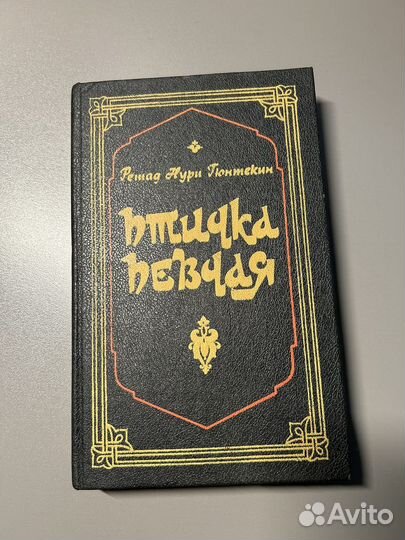 Решад Нури Гюнтекин
птичка
певчая
Avito